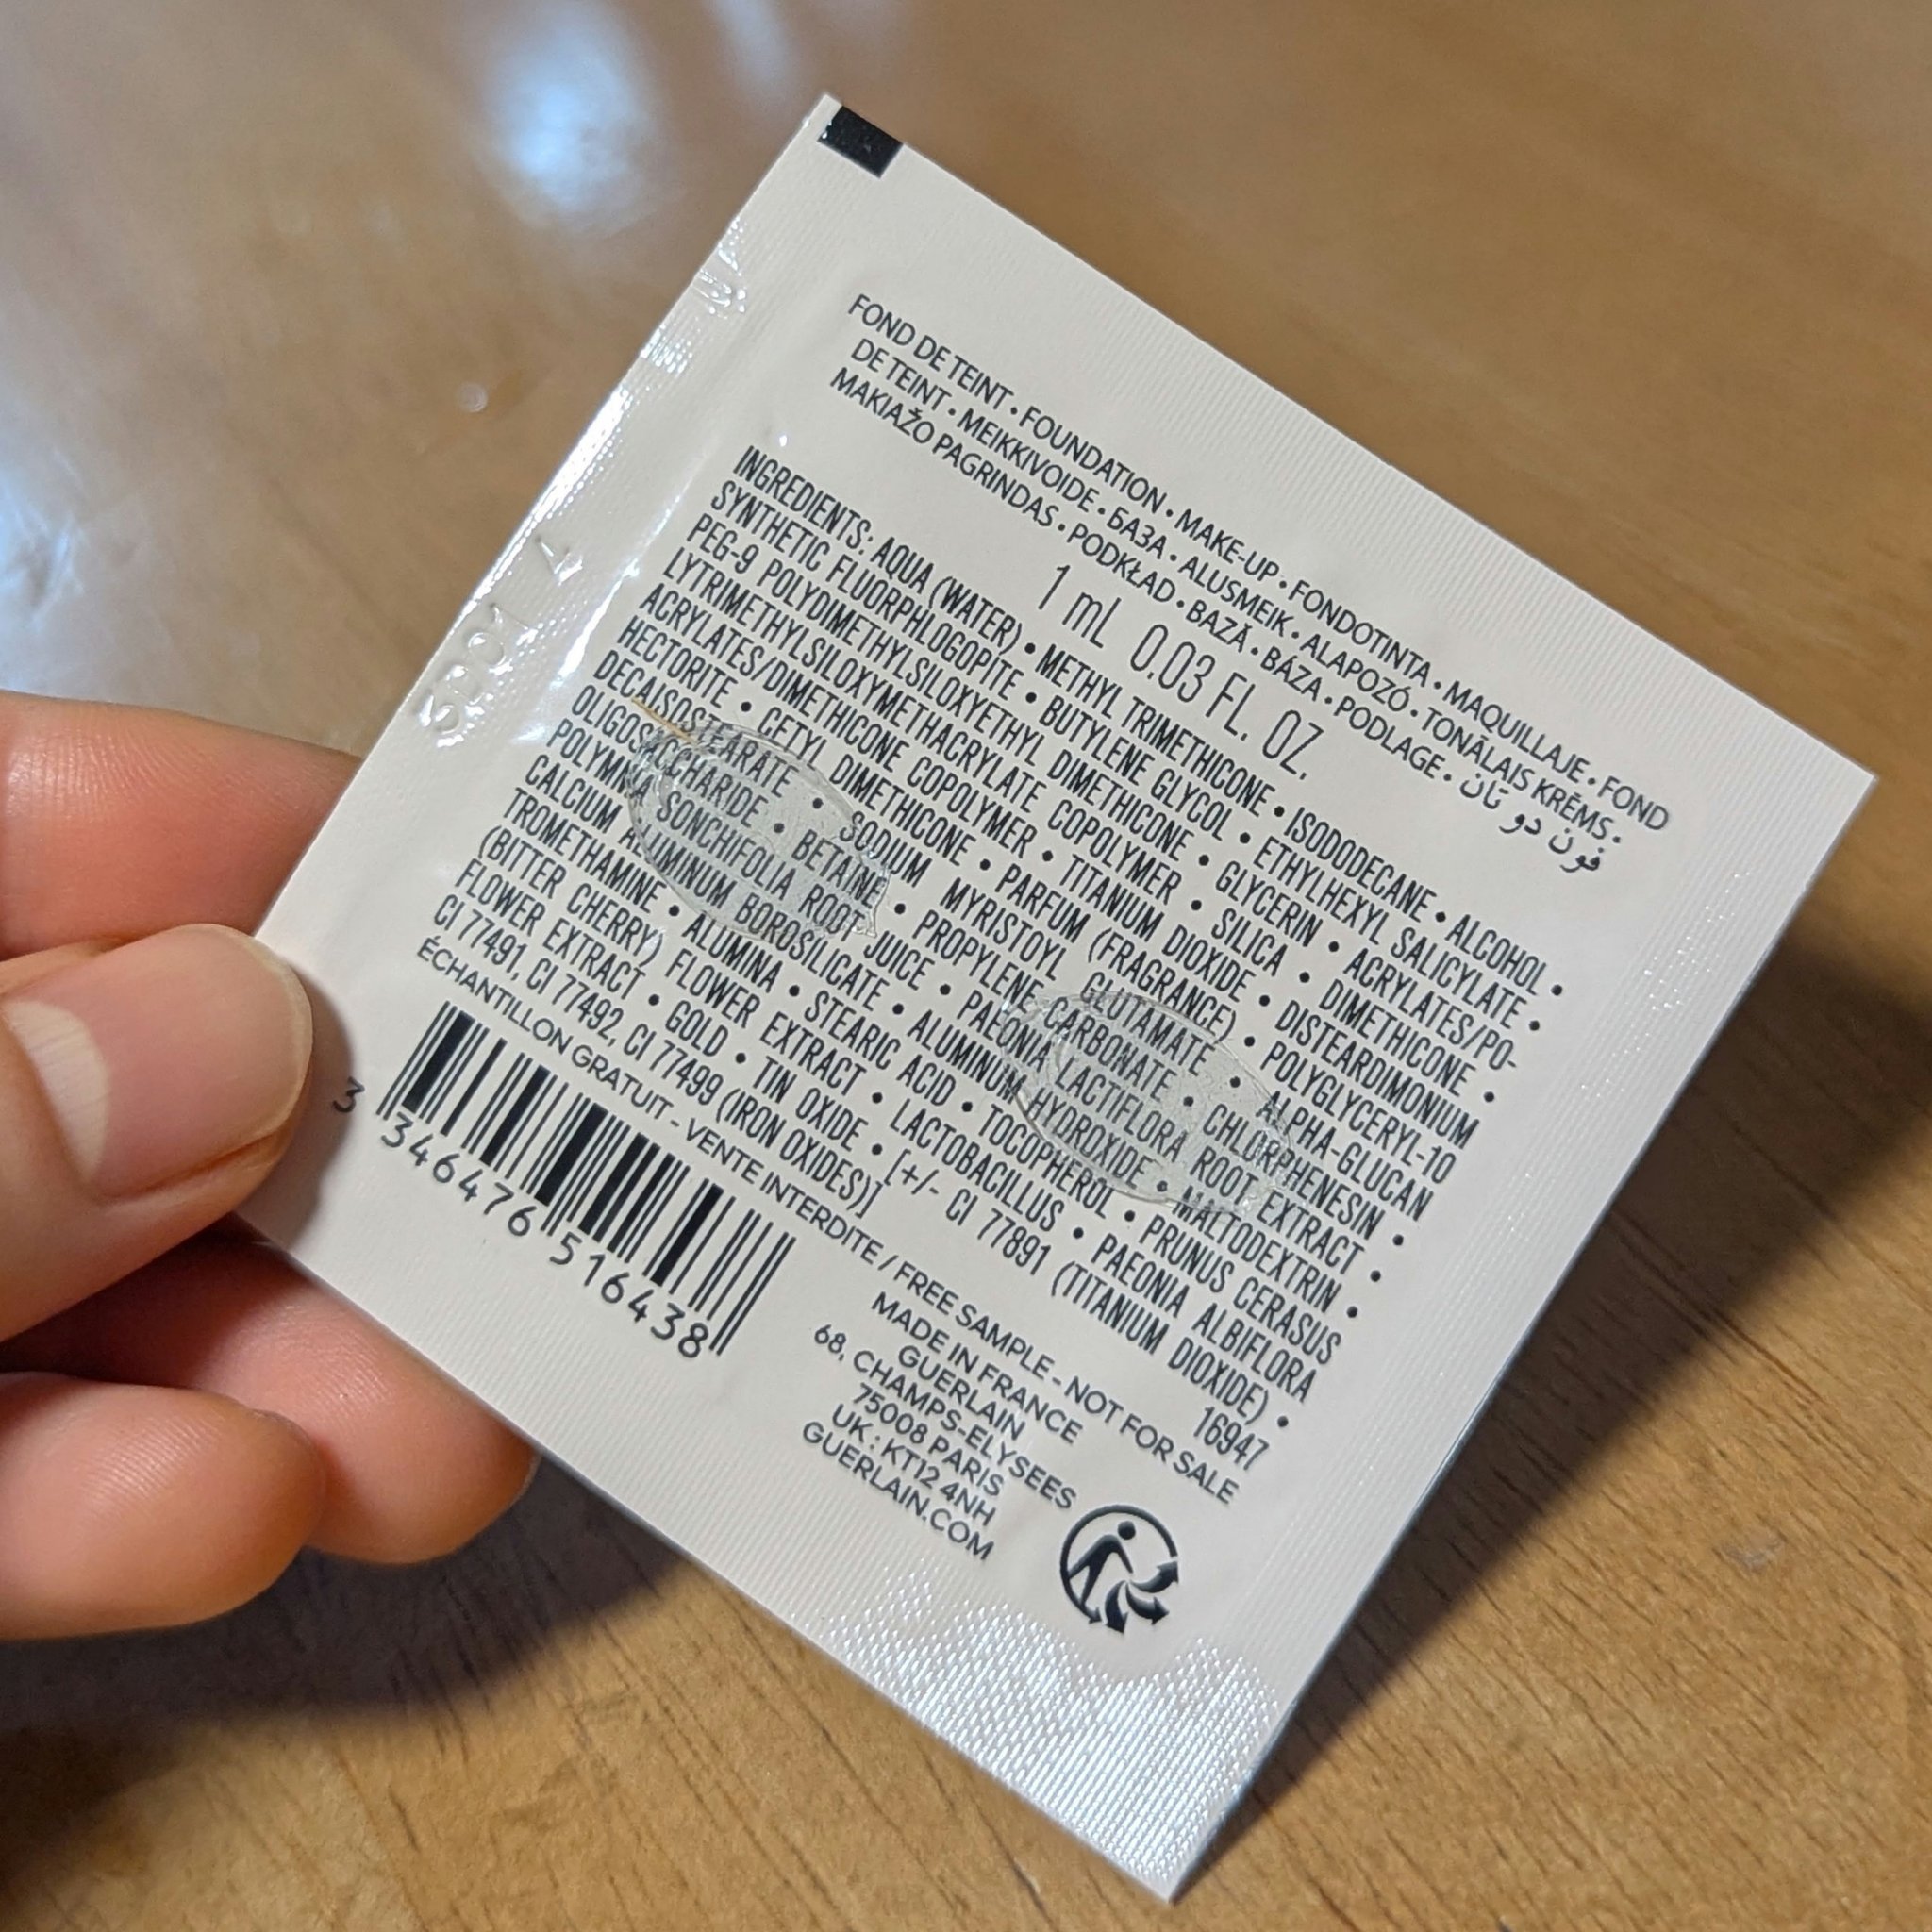 FOND DE TEINT • FOUNDATION • MAKE-UP • FONDOTINTA • MAQUILLAJE • FOND
DE TEINT • MEIKKIVOIDE • БАЗА • ALUSMEIK • ALAPOZÓ • TONĀLAIS KRĒMS •
MAKIAŽO PAGRINDAS • PODKŁAD • BAZĂ • BÁZA • PODLAGE • فون دو تان
1 mL 0.03 FL. OZ.
INGREDIENTS: AQUA (WATER) • METHYL TRIMETHICONE • ISODODECANE • ALCOHOL •
SYNTHETIC FLUORPHLOGOPITE • BUTYLENE GLYCOL • ETHYLHEXYL SALICYLATE •
PEG-9 POLYDIMETHYLSILOXYETHYL DIMETHICONE • GLYCERIN • ACRYLATES/PO-
LYTRIMETHYLSILOXYMETHACRYLATE COPOLYMER • SILICA • DIMETHICONE •
ACRYLATES/DIMETHICONE COPOLYMER • TITANIUM DIOXIDE • DISTEARDIMONIUM
HECTORITE • CETYL DIMETHICONE • PARFUM (FRAGRANCE) • POLYGLYCERYL-10
DECAISOSTEARATE • SODIUM MYRISTOYL GLUTAMATE • ALPHA-GLUCAN
OLIGOSACCHARIDE • BETAINE • PROPYLENE CARBONATE • CHLORPHENESIN •
POLYMNIA SONCHIFOLIA ROOT JUICE • PAEONIA LACTIFLORA ROOT EXTRACT •
CALCIUM ALUMINUM BOROSILICATE • ALUMINUM HYDROXIDE • MALTODEXTRIN •
TROMETHAMINE • ALUMINA • STEARIC ACID • TOCOPHEROL • PRUNUS CERASUS
(BITTER CHERRY) FLOWER EXTRACT • LACTOBACILLUS • PAEONIA ALBIFLORA
FLOWER EXTRACT • GOLD • TIN OXIDE • [+/- CI 77891 (TITANIUM DIOXIDE) •
CI 77491, CI 77492, CI 77499 (IRON OXIDES)] 16947
ÉCHANTILLON GRATUIT - VENTE INTERDITE / FREE SAMPLE - NOT FOR SALE
MADE IN FRANCE
GUERLAIN
68, CHAMPS-ELYSEES
75008 PARIS
UK : KT12 4NH
GUERLAIN.COM
3 346476 516438